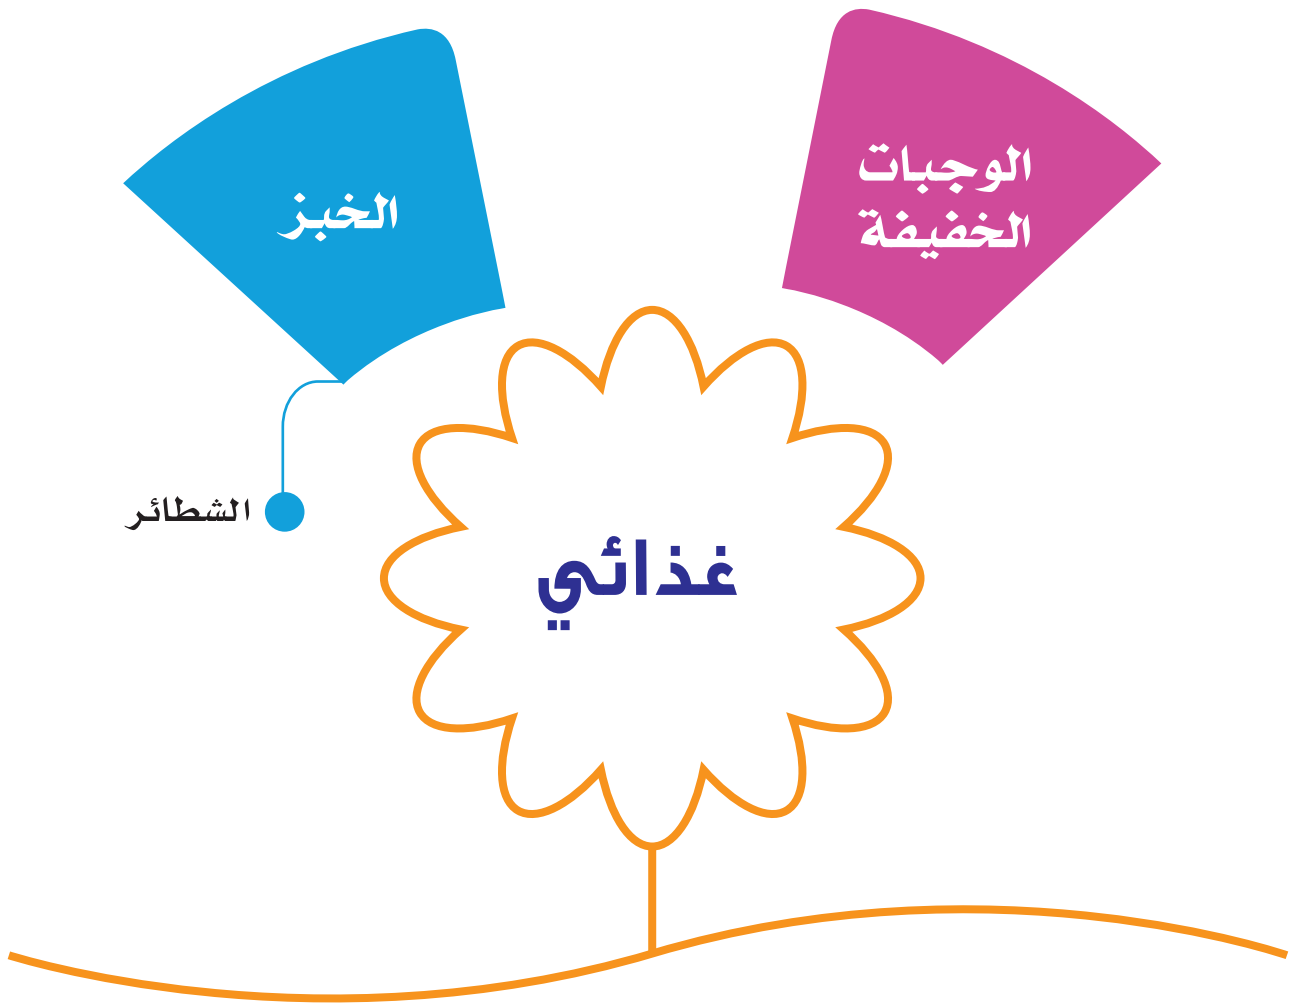 الوجبات
الخفيفة
الخبز
الشطائر
غذائي